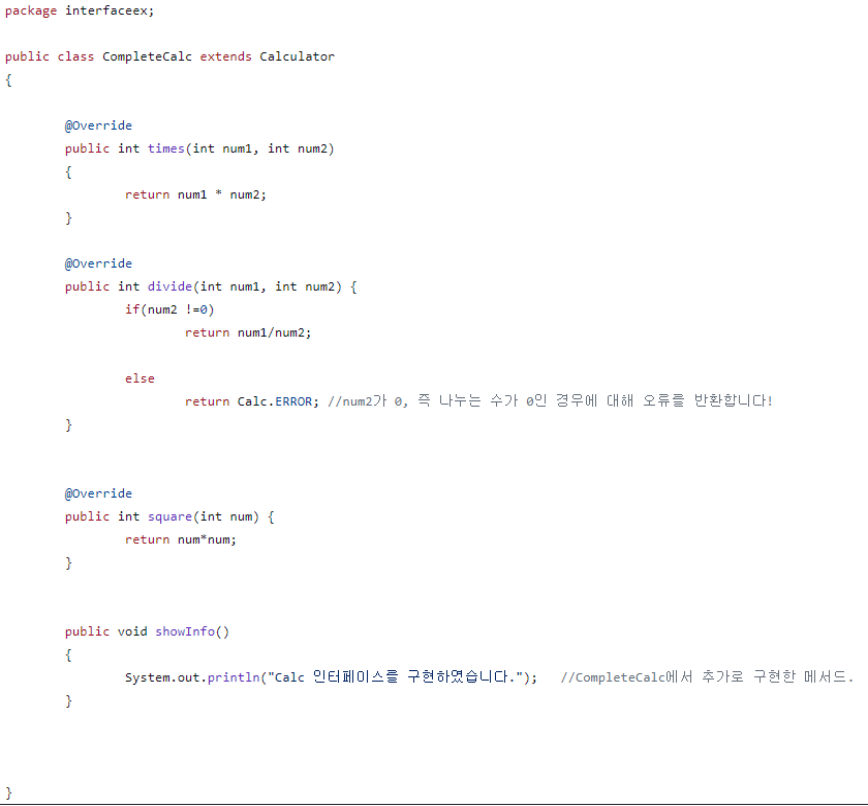 package interfaceex;
public class CompleteCalc extends Calculator
{
@Override
public int times(int num1, int num2)
{
return num1 * num2;
}
@Override
public int divide(int num1, int num2) {
if(num2 !=0)
return num1/num2;
else
return Calc.ERROR; //num2가 0, 즉 나누는 수가 0인 경우에 대해 오류를 반환합니다!
}
@Override
public int square(int num) {
return num*num;
}
public void showInfo()
{
System.out.println("Calc 인터페이스를 구현하였습니다."); //CompleteCalc에서 추가로 구현한 메서드.
}
}